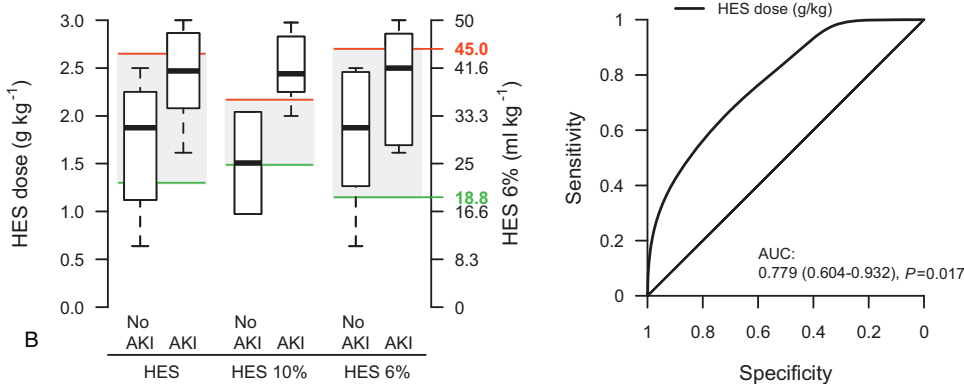 HES dose (g kg⁻¹)
3.0
2.5
2.0
1.5
1.0
0.5
0.0
50
45.0
41.6
33.3
25
18.8
16.6
8.3
0
HES 6% (ml kg⁻¹)
No AKI
AKI
No AKI
AKI
No AKI
AKI
HES
HES 10%
HES 6%
B
HES dose (g/kg)
Sensitivity
1
0.8
0.6
0.4
0.2
0
AUC:
0.779 (0.604-0.932), P=0.017
1
0.8
0.6
0.4
0.2
0
Specificity